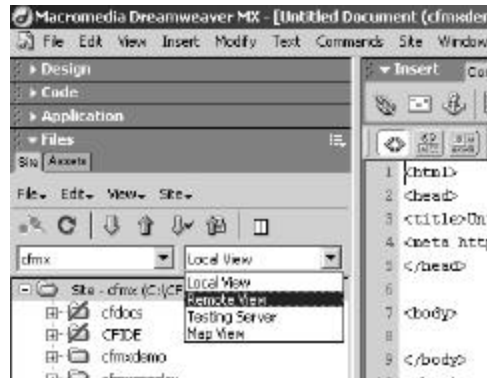 Macromedia Dreamweaver MX - [Untitled Document (cfmxdem
File Edit View Insert Modify Text Commands Site Window
Design
Code
Application
Files
Site Assets
File Edit View Site
cfmx Local View
Local View
Remote View
Testing Server
Map View
Site - cfmx (C:\CF
cfdocs
CFIDE
cfmxdemo
Insert Co
1 <html>
2 <head>
3 <title>Un
4 <meta http
5 </head>
6
7 <body>
8
9 </body>